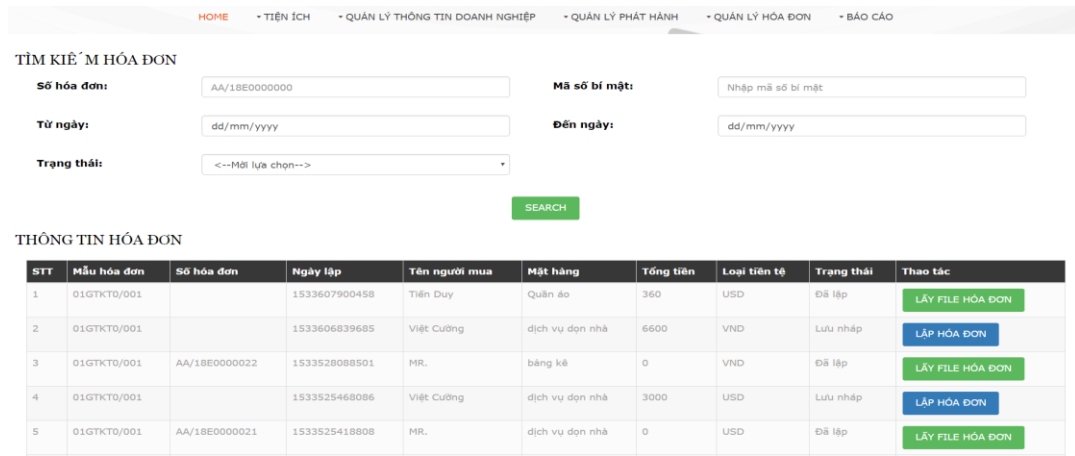 HOME TIỆN ÍCH QUẢN LÝ THÔNG TIN DOANH NGHIỆP QUẢN LÝ PHÁT HÀNH QUẢN LÝ HÓA ĐƠN BÁO CÁO
TÌM KIẾ´M HÓA ĐƠN
Số hóa đơn: AA/18E0000000 Mã số bí mật: Nhập mã số bí mật
Từ ngày: dd/mm/yyyy Đến ngày: dd/mm/yyyy
Trạng thái: <--Mời lựa chọn-->
SEARCH
THÔNG TIN HÓA ĐƠN
STT Mẫu hóa đơn Số hóa đơn Ngày lập Tên người mua Mặt hàng Tổng tiền Loại tiền tệ Trạng thái Thao tác
1 01GTKT0/001 1533607900458 Tiến Duy Quần áo 360 USD Đã lập LẤY FILE HÓA ĐƠN
2 01GTKT0/001 1533606839685 Việt Cường dịch vụ dọn nhà 6600 VND Lưu nháp LẬP HÓA ĐƠN
3 01GTKT0/001 AA/18E0000022 1533528088501 MR. bảng kê 0 VND Đã lập LẤY FILE HÓA ĐƠN
4 01GTKT0/001 1533525468086 Việt Cường dịch vụ dọn nhà 3000 USD Lưu nháp LẬP HÓA ĐƠN
5 01GTKT0/001 AA/18E0000021 1533525418808 MR. dịch vụ dọn nhà 0 USD Đã lập LẤY FILE HÓA ĐƠN